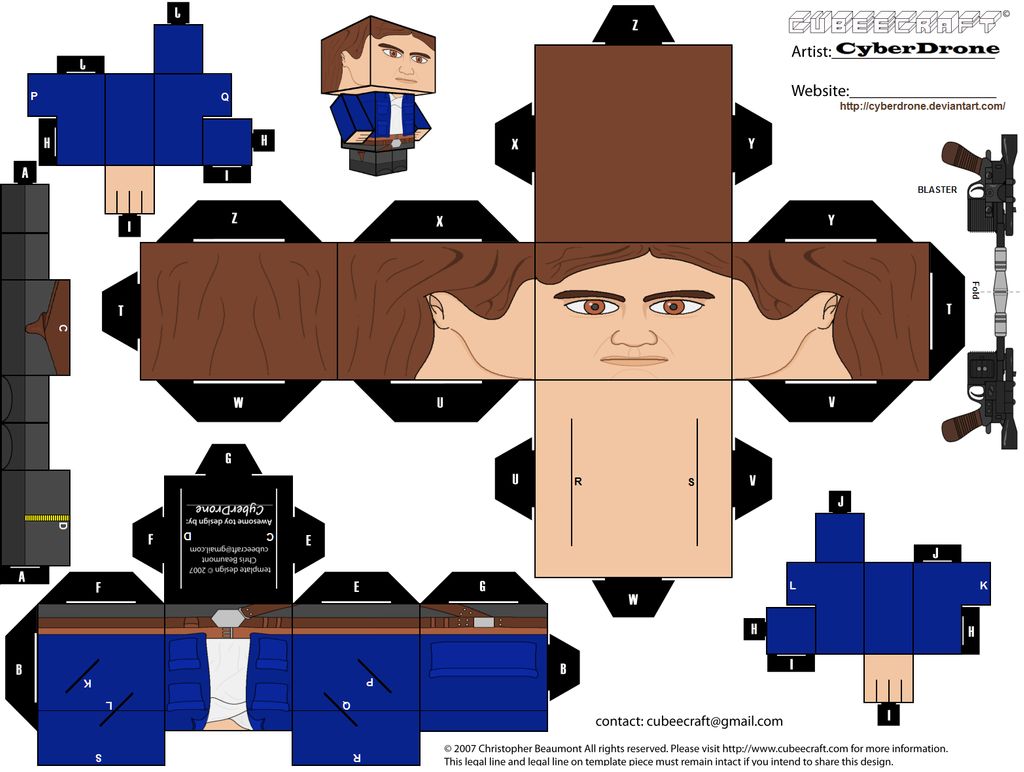 CUBEECRAFT©
Artist: CyberDrone
Website:
http://cyberdrone.deviantart.com/
J
J
P
Q
H
H
I
I
A
Z
X
Y
BLASTER
Z
X
Y
Fold
T
T
C
W
U
V
R
S
U
V
W
G
F
E
Awesome toy design by:
CyberDrone
D
C
template design © 2007
Chris Beaumont
cubeecraft@gmail.com
D
A
F
E
G
B
B
K
L
P
Q
S
R
J
J
L
K
H
H
I
I
contact: cubeecraft@gmail.com
© 2007 Christopher Beaumont All rights reserved. Please visit http://www.cubeecraft.com for more information.
This legal line and legal line on template piece must remain intact if you intend to share this design.